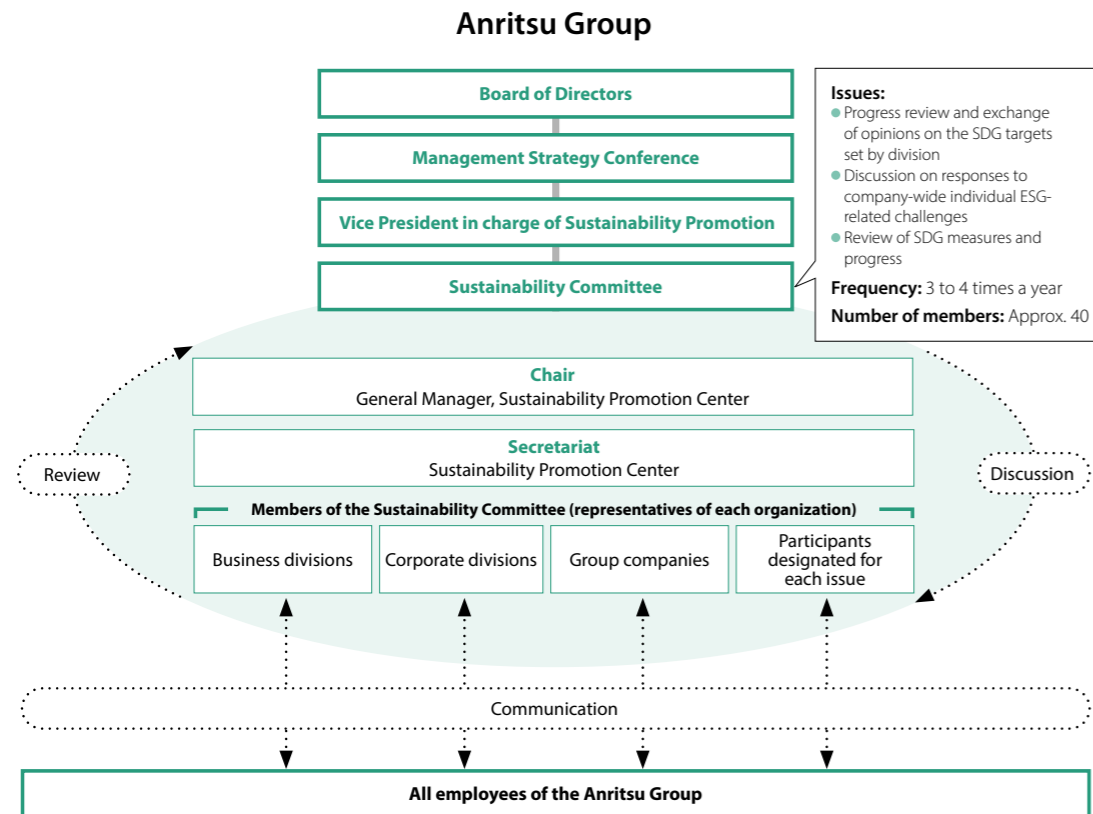 Anritsu Group
Board of Directors
Management Strategy Conference
Vice President in charge of Sustainability Promotion
Sustainability Committee
Issues:
Progress review and exchange
of opinions on the SDG targets
set by division
Discussion on responses to
company-wide individual ESG-
related challenges
Review of SDG measures and
progress
Frequency: 3 to 4 times a year
Number of members: Approx. 40
Chair
General Manager, Sustainability Promotion Center
Secretariat
Sustainability Promotion Center
Review
Discussion
Members of the Sustainability Committee (representatives of each organization)
Business divisions
Corporate divisions
Group companies
Participants
designated for
each issue
Communication
All employees of the Anritsu Group